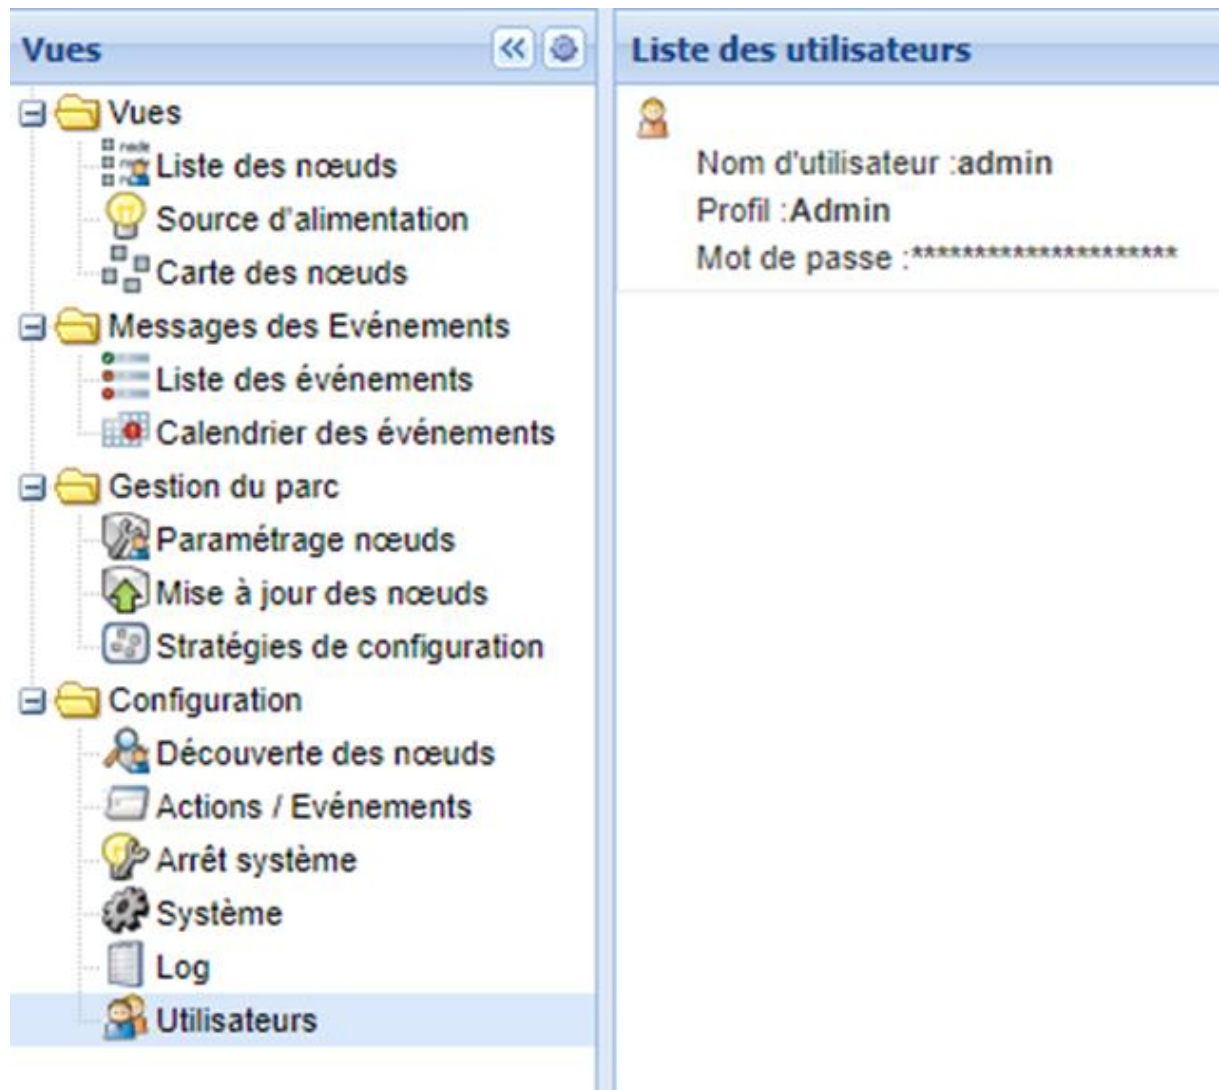 Vues
Vues
Liste des nœuds
Source d'alimentation
Carte des nœuds
Messages des Evénements
Liste des événements
Calendrier des événements
Gestion du parc
Paramétrage nœuds
Mise à jour des nœuds
Stratégies de configuration
Configuration
Découverte des nœuds
Actions / Evénements
Arrêt système
Système
Log
Utilisateurs
Liste des utilisateurs
Nom d'utilisateur :admin
Profil :Admin
Mot de passe :*********************